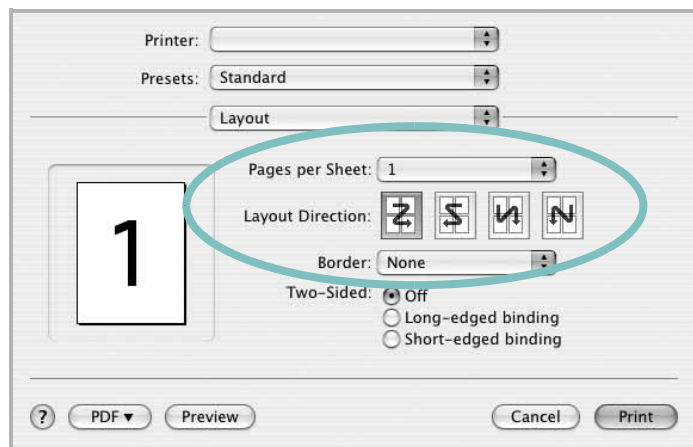 Printer:
Presets: Standard
Layout
Pages per Sheet: 1
Layout Direction:
Border: None
1
Two-Sided: Off
Long-edged binding
Short-edged binding
? PDF▼ Preview Cancel Print